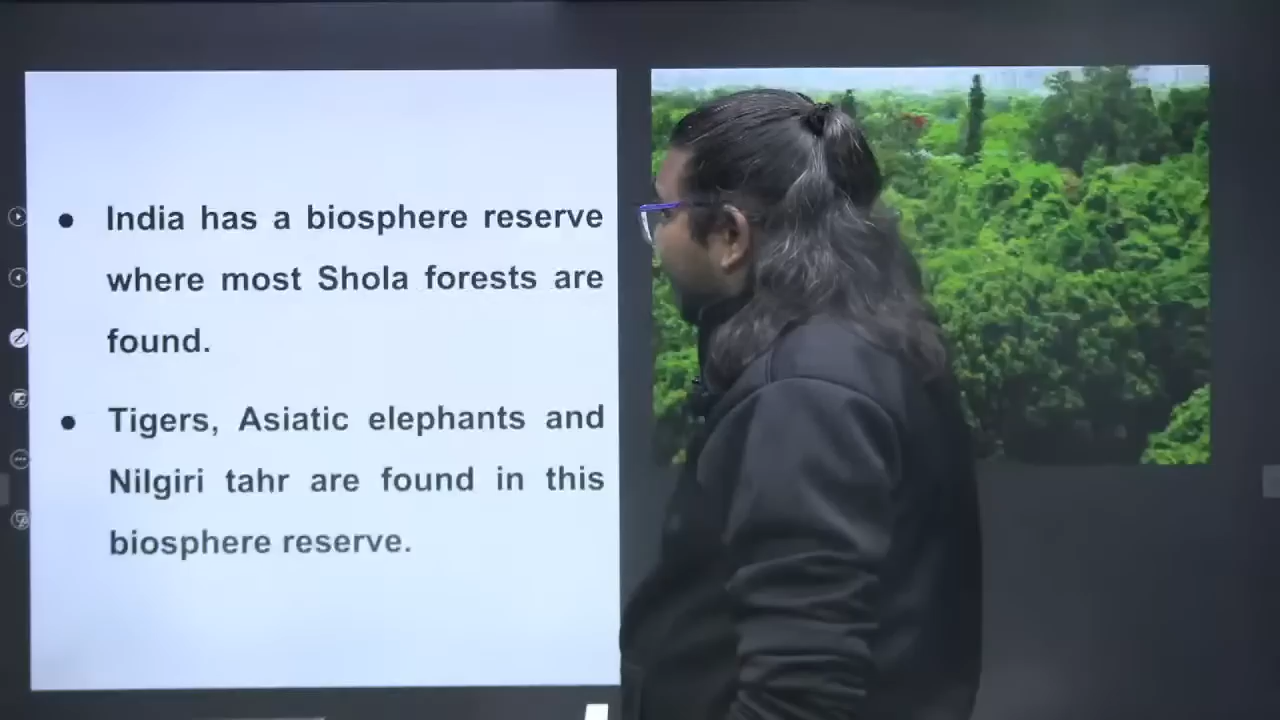 ● India has a biosphere reserve
where most Shola forests are
found.
● Tigers, Asiatic elephants and
Nilgiri tahr are found in this
biosphere reserve.